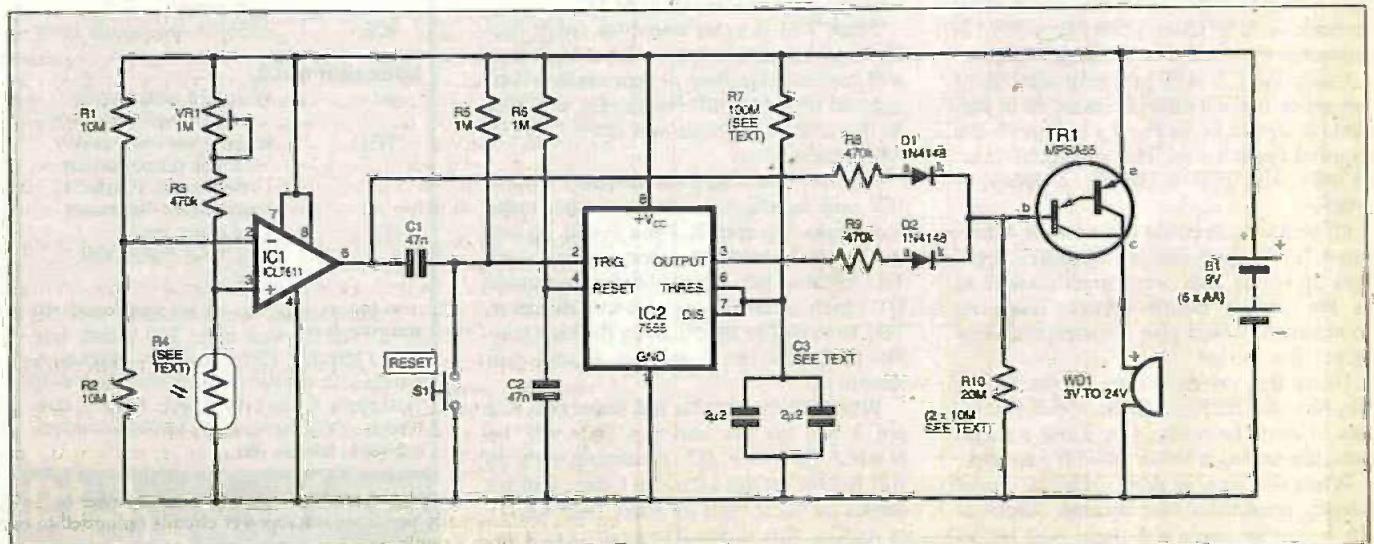 R1
10M
VR1
1M
R3
470k
R4
(SEE
TEXT)
R2
10M
2
3
7
8
4
6
IC1
ICL7611
C1
47n
RESET
S1
R5
1M
R6
1M
C2
47n
8
+VCC
2
TRIG.
4
RESET
OUTPUT
3
THRES.
6
DIS.
7
IC2
7555
GND
1
R7
100M
(SEE
TEXT)
C3
SEE TEXT
2µ2
2µ2
R8
470k
D1
1N4148
a
k
R9
470k
D2
1N4148
a
k
TR1
MPSA65
b
e
c
R10
20M
(2 x 10M
SEE TEXT)
WD1
3V TO 24V
+
B1
9V
(6 x AA)
+
+
−